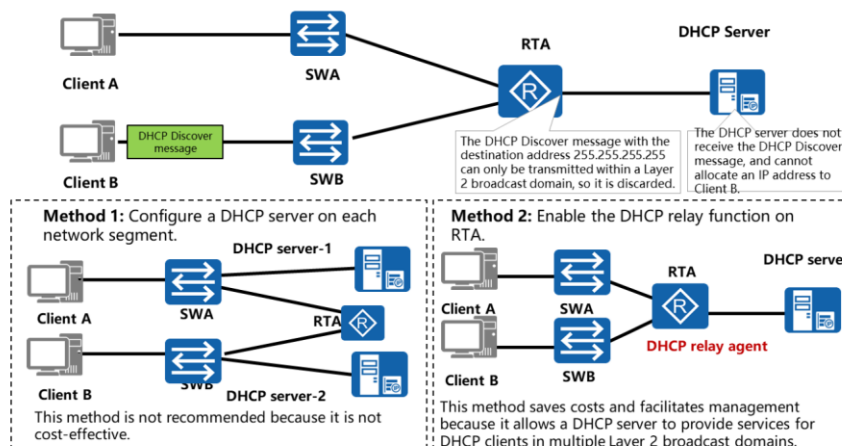 RTA
DHCP Server
SWA
Client A
DHCP Discover
message
SWB
Client B
The DHCP Discover message with the
destination address 255.255.255.255
can only be transmitted within a Layer
2 broadcast domain, so it is discarded.
The DHCP server does not
receive the DHCP Discover
message, and cannot
allocate an IP address to
Client B.
Method 1: Configure a DHCP server on each
network segment.
DHCP server-1
Client A
SWA
RTA
R
Client B
SWB
DHCP server-2
This method is not recommended because it is not
cost-effective.
Method 2: Enable the DHCP relay function on
RTA.
RTA
DHCP serve
Client A
SWA
R
DHCP relay agent
Client B
SWB
This method saves costs and facilitates management
because it allows a DHCP server to provide services for
DHCP clients in multiple Layer 2 broadcast domains.
R